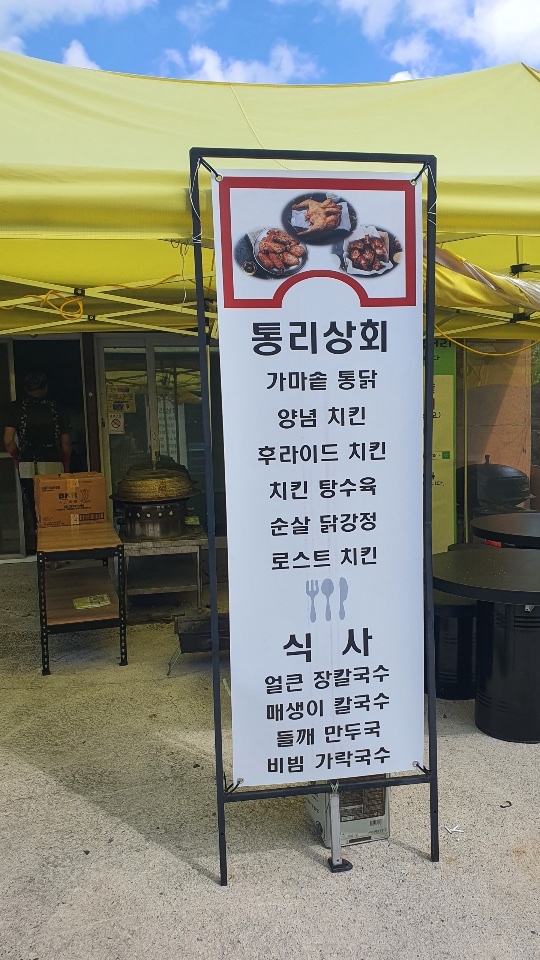 통리상회
가마솥 통닭
양념 치킨
후라이드 치킨
치킨 탕수육
순살 닭강정
로스트 치킨
식 사
얼큰 장칼국수
매생이 칼국수
들깨 만두국
비빔 가락국수